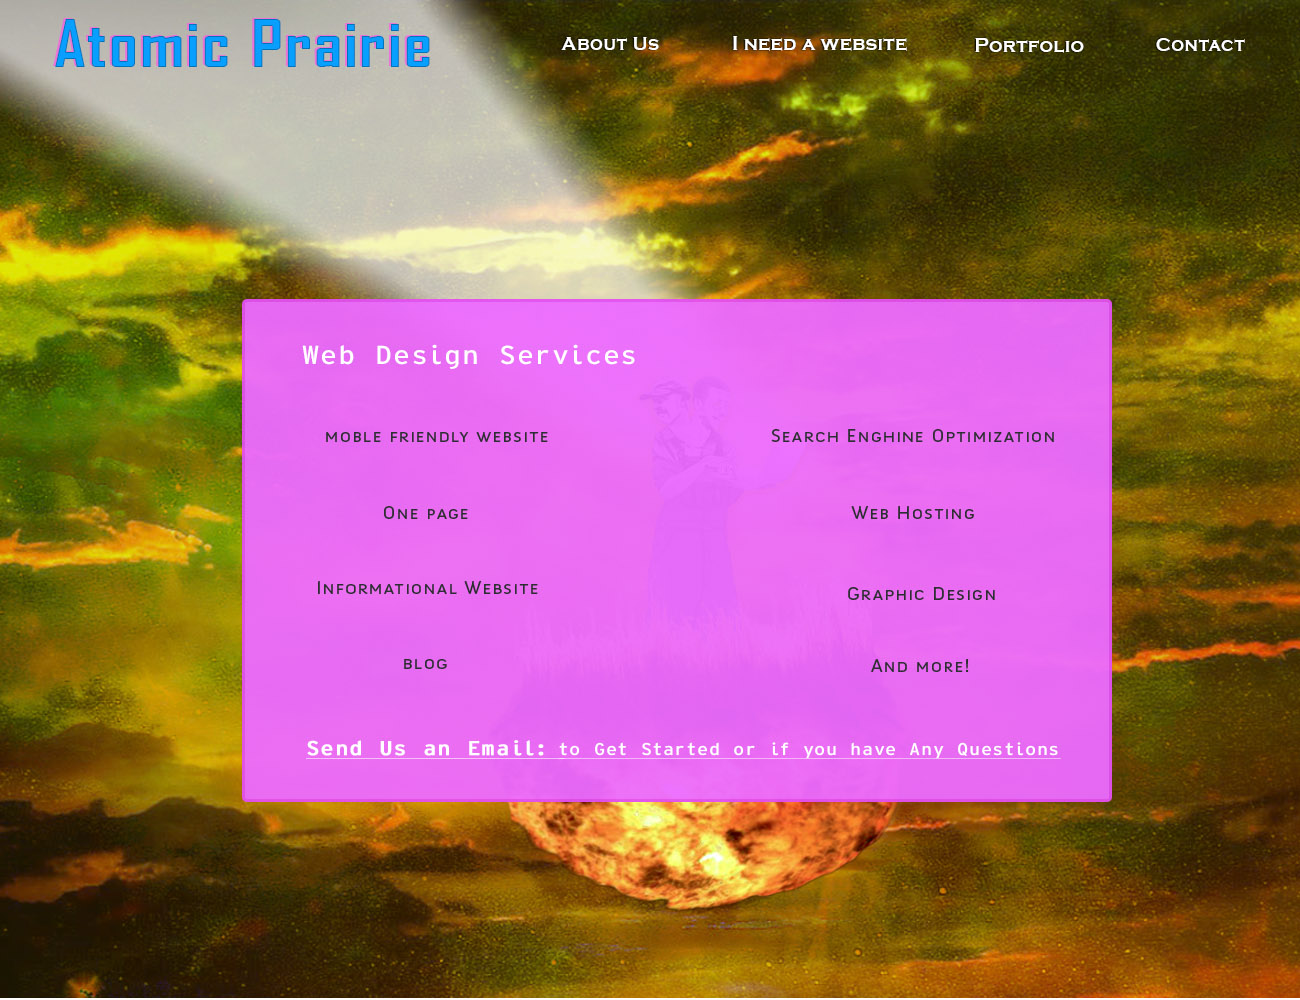 Atomic Prairie
About Us I need a website Portfolio Contact
Web Design Services
moble friendly website Search Enghine Optimization
One page Web Hosting
Informational Website Graphic Design
blog And more!
Send Us an Email: to Get Started or if you have Any Questions